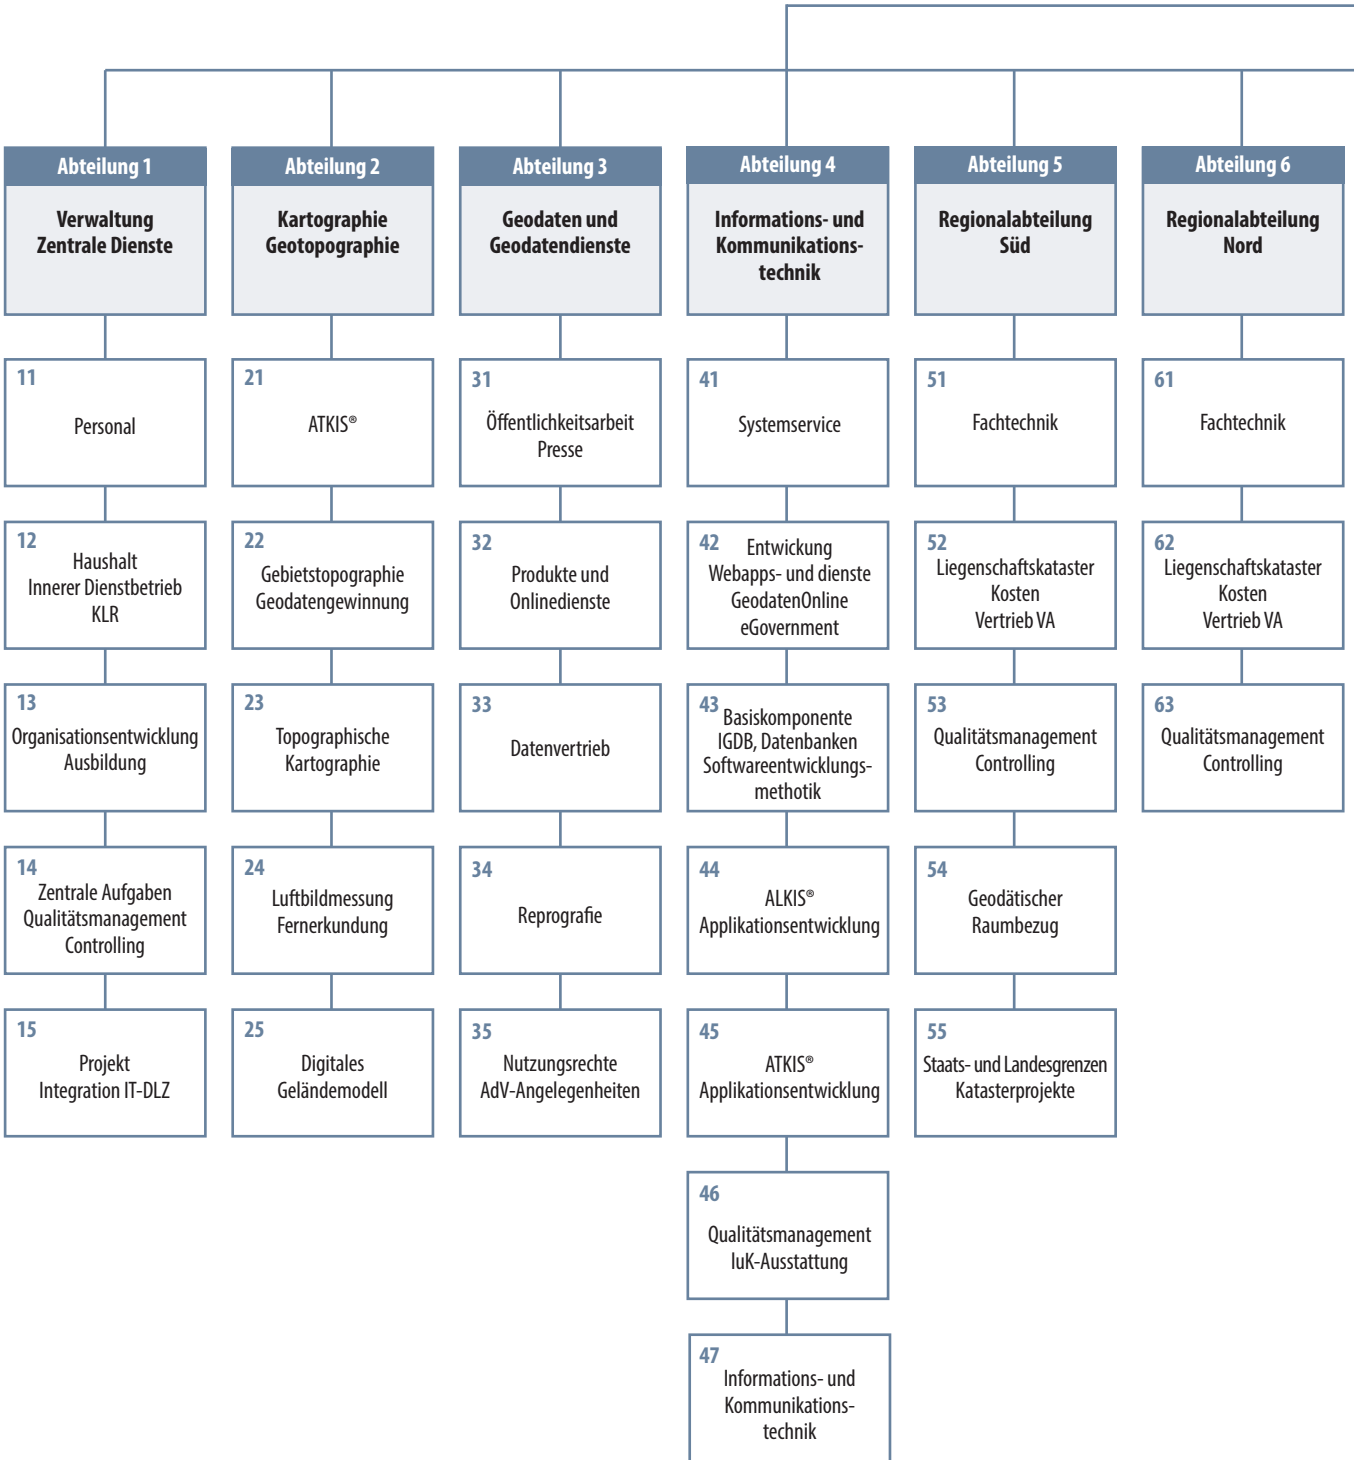 Abteilung 1
Verwaltung
Zentrale Dienste
11
Personal
12
Haushalt
Innerer Dienstbetrieb
KLR
13
Organisationsentwicklung
Ausbildung
14
Zentrale Aufgaben
Qualitätsmanagement
Controlling
15
Projekt
Integration IT-DLZ
Abteilung 2
Kartographie
Geotopographie
21
ATKIS®
22
Gebietstopographie
Geodatengewinnung
23
Topographische
Kartographie
24
Luftbildmessung
Fernerkundung
25
Digitales
Geländemodell
Abteilung 3
Geodaten und
Geodatendienste
31
Öffentlichkeitsarbeit
Presse
32
Produkte und
Onlinedienste
33
Datenvertrieb
34
Reprografie
35
Nutzungsrechte
AdV-Angelegenheiten
Abteilung 4
Informations- und
Kommunikations-
technik
41
Systemservice
42
Entwickung
Webapps- und dienste
GeodatenOnline
eGovernment
43
Basiskomponente
IGDB, Datenbanken
Softwareentwicklungs-
methotik
44
ALKIS®
Applikationsentwicklung
45
ATKIS®
Applikationsentwicklung
46
Qualitätsmanagement
IuK-Ausstattung
47
Informations- und
Kommunikations-
technik
Abteilung 5
Regionalabteilung
Süd
51
Fachtechnik
52
Liegenschaftskataster
Kosten
Vertrieb VA
53
Qualitätsmanagement
Controlling
54
Geodätischer
Raumbezug
55
Staats- und Landesgrenzen
Katasterprojekte
Abteilung 6
Regionalabteilung
Nord
61
Fachtechnik
62
Liegenschaftskataster
Kosten
Vertrieb VA
63
Qualitätsmanagement
Controlling